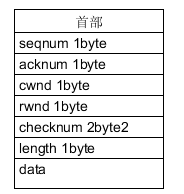 首部
seqnum 1byte
acknum 1byte
cwnd 1byte
rwnd 1byte
checknum 2byte2
length 1byte
data